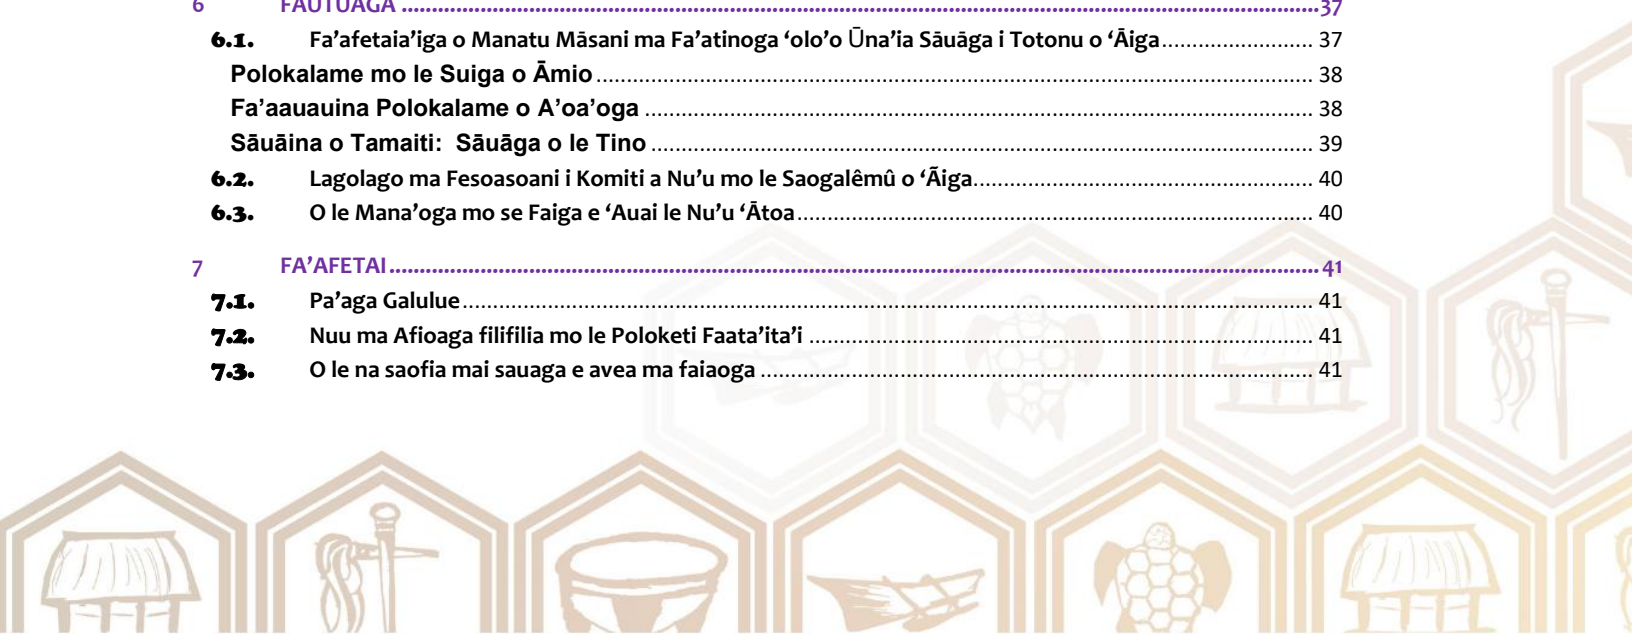 6 FAUTUAGA ........ 37
6.1. Fa’afetaia’iga o Manatu Māsani ma Fa’atinoga ‘olo’o Ūna’ia Sāuāga i Totonu o ‘Āiga ........ 37
Polokalame mo le Suiga o Āmio ........ 38
Fa’aauauina Polokalame o A’oa’oga ........ 38
Sāuāina o Tamaiti: Sāuāga o le Tino ........ 39
6.2. Lagolago ma Fesoasoani i Komiti a Nu’u mo le Saogalêmû o ‘Ãiga ........ 40
6.3. O le Mana’oga mo se Faiga e ‘Auai le Nu’u ‘Ātoa ........ 40
7 FA’AFETAI ........ 41
7.1. Pa’aga Galulue ........ 41
7.2. Nuu ma Afioaga filifilia mo le Poloketi Faata’ita’i ........ 41
7.3. O le na saofia mai sauaga e avea ma faiaoga ........ 41